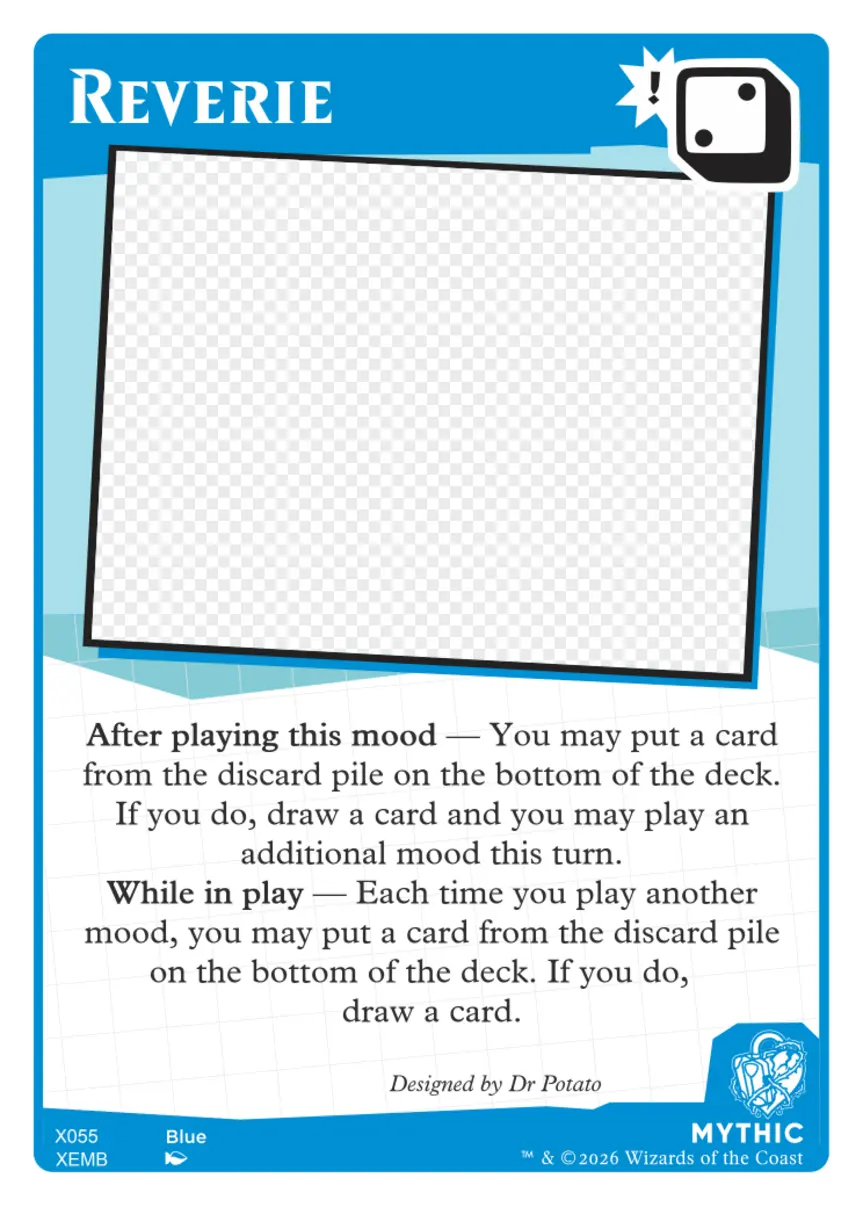 REVERIE
!
After playing this mood — You may put a card
from the discard pile on the bottom of the deck.
If you do, draw a card and you may play an
additional mood this turn.
While in play — Each time you play another
mood, you may put a card from the discard pile
on the bottom of the deck. If you do,
draw a card.
Designed by Dr Potato
X055 Blue
MYTHIC
XEMB
™ & ©2026 Wizards of the Coast